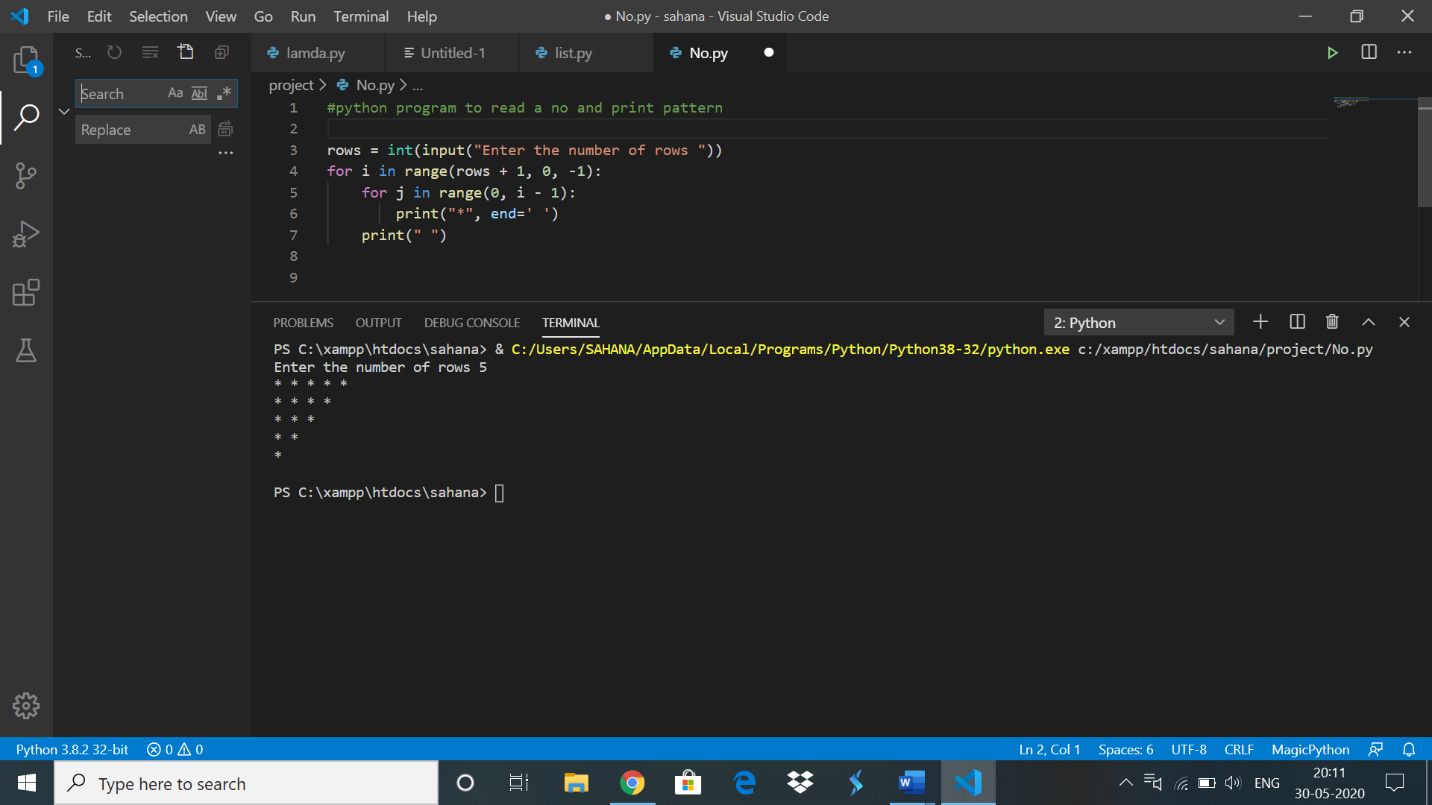 File Edit Selection View Go Run Terminal Help ● No.py - sahana - Visual Studio Code
1 S... lamda.py Untitled-1 list.py No.py ●
Search Aa Abl .*
Replace AB
project > No.py > ...
1 #python program to read a no and print pattern
2
3 rows = int(input("Enter the number of rows "))
4 for i in range(rows + 1, 0, -1):
5     for j in range(0, i - 1):
6         print("*", end=' ')
7     print(" ")
8
9
PROBLEMS OUTPUT DEBUG CONSOLE TERMINAL 2: Python
PS C:\xampp\htdocs\sahana> & C:/Users/SAHANA/AppData/Local/Programs/Python/Python38-32/python.exe c:/xampp/htdocs/sahana/project/No.py
Enter the number of rows 5
* * * * *
* * * *
* * *
* *
*
PS C:\xampp\htdocs\sahana>
Python 3.8.2 32-bit 0 0 Ln 2, Col 1 Spaces: 6 UTF-8 CRLF MagicPython
Type here to search W ENG 20:11
30-05-2020